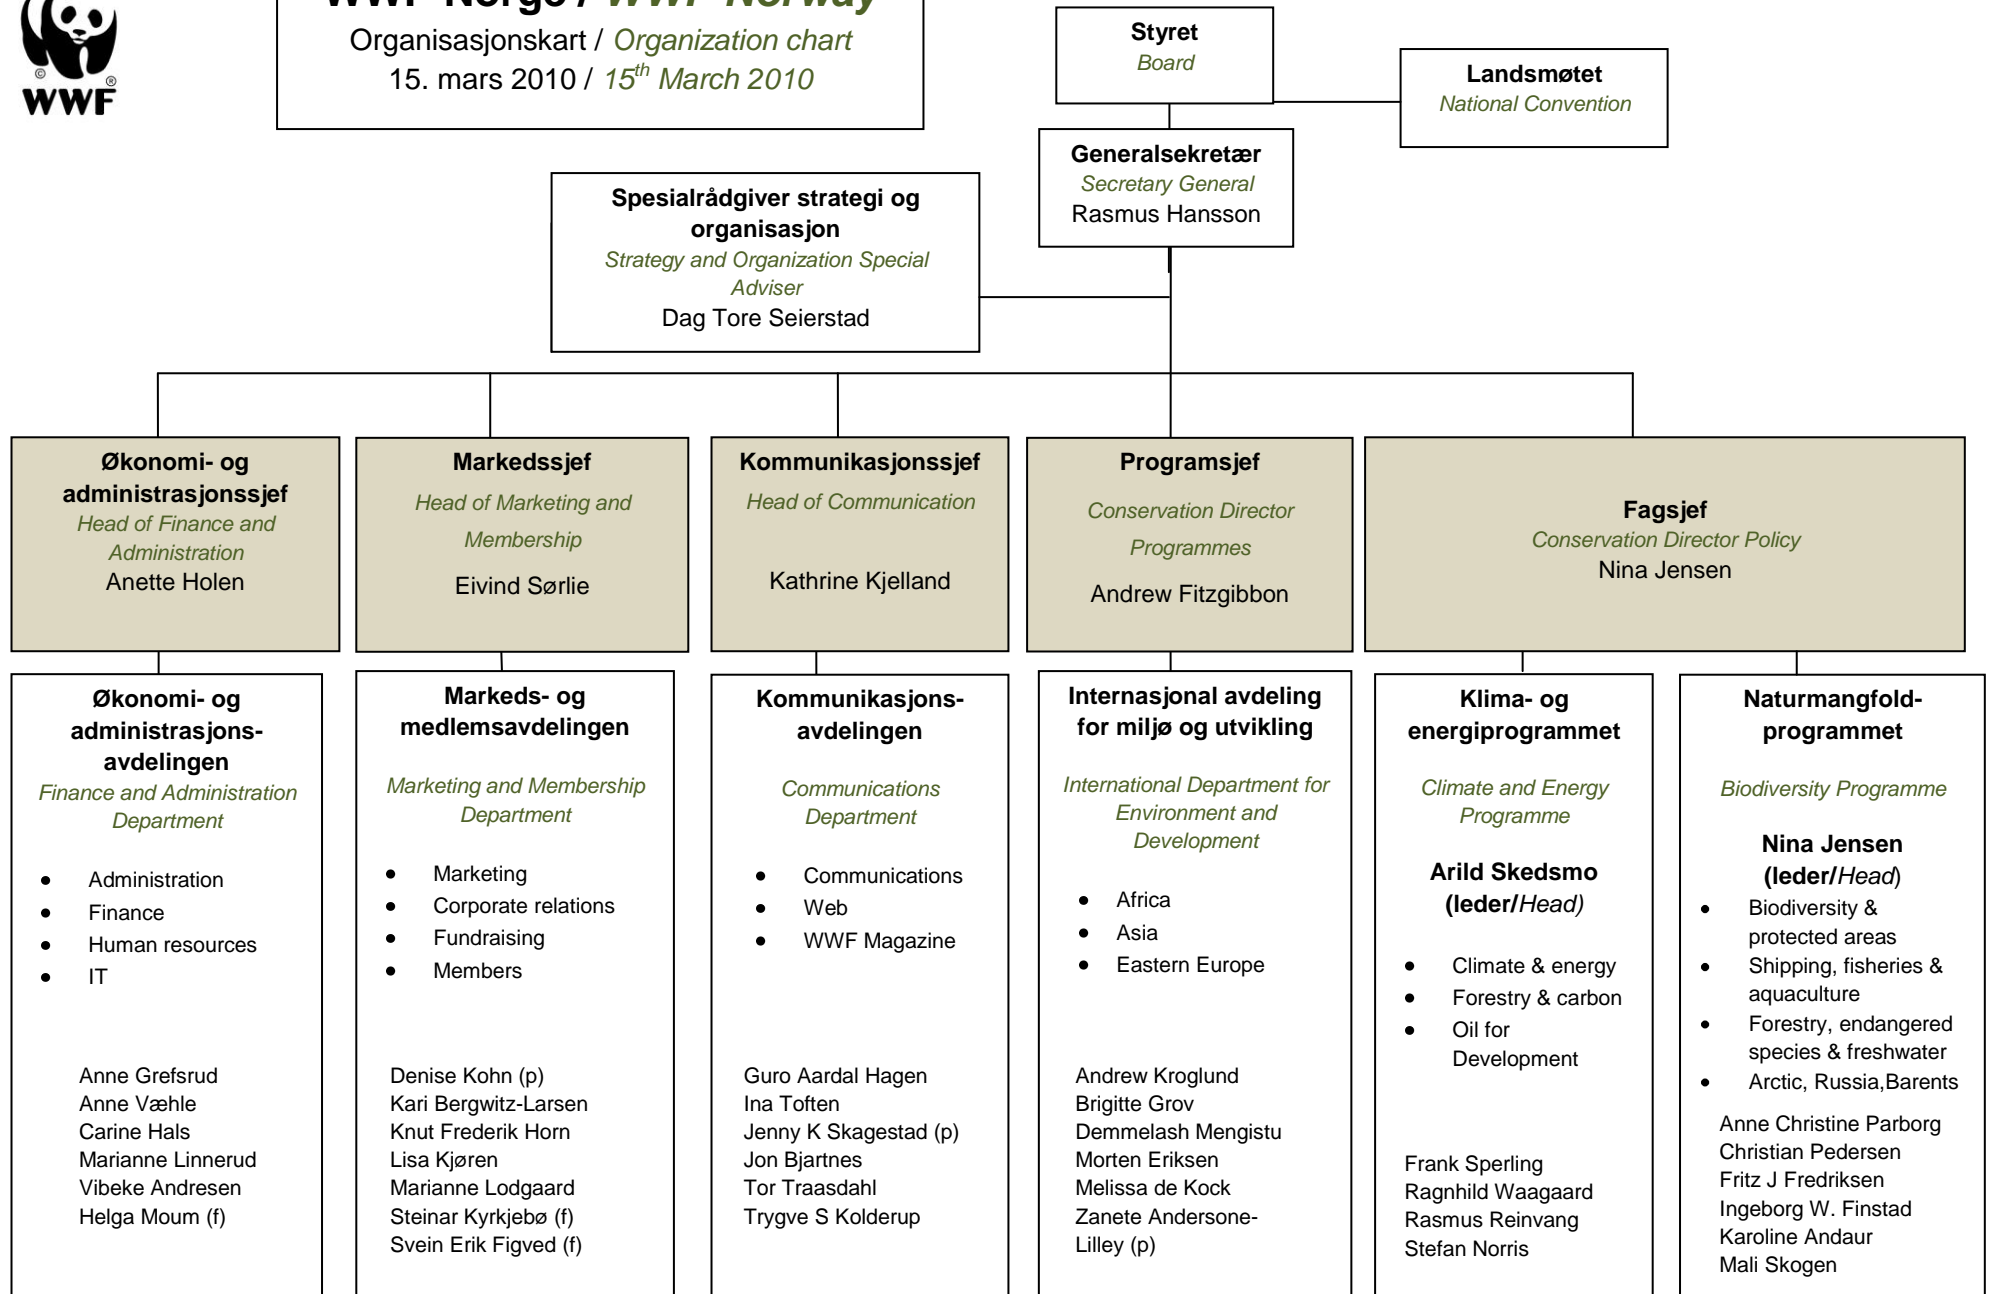 WWF Norge / WWF Norway
Organisasjonskart / Organization chart
15. mars 2010 / 15th March 2010
©
®
WWF
Styret
Board
Landsmøtet
National Convention
Generalsekretær
Secretary General
Rasmus Hansson
Spesialrådgiver strategi og
organisasjon
Strategy and Organization Special
Adviser
Dag Tore Seierstad
Økonomi- og
administrasjonssjef
Head of Finance and
Administration
Anette Holen
Markedssjef
Head of Marketing and
Membership
Eivind Sørlie
Kommunikasjonssjef
Head of Communication
Kathrine Kjelland
Programsjef
Conservation Director
Programmes
Andrew Fitzgibbon
Fagsjef
Conservation Director Policy
Nina Jensen
Økonomi- og
administrasjons-
avdelingen
Finance and Administration
Department
• Administration
• Finance
• Human resources
• IT
Anne Grefsrud
Anne Væhle
Carine Hals
Marianne Linnerud
Vibeke Andresen
Helga Moum (f)
Markeds- og
medlemsavdelingen
Marketing and Membership
Department
• Marketing
• Corporate relations
• Fundraising
• Members
Denise Kohn (p)
Kari Bergwitz-Larsen
Knut Frederik Horn
Lisa Kjøren
Marianne Lodgaard
Steinar Kyrkjebø (f)
Svein Erik Figved (f)
Kommunikasjons-
avdelingen
Communications
Department
• Communications
• Web
• WWF Magazine
Guro Aardal Hagen
Ina Toften
Jenny K Skagestad (p)
Jon Bjartnes
Tor Traasdahl
Trygve S Kolderup
Internasjonal avdeling
for miljø og utvikling
International Department for
Environment and
Development
• Africa
• Asia
• Eastern Europe
Andrew Kroglund
Brigitte Grov
Demmelash Mengistu
Morten Eriksen
Melissa de Kock
Zanete Andersone-
Lilley (p)
Klima- og
energiprogrammet
Climate and Energy
Programme
Arild Skedsmo
(leder/Head)
• Climate & energy
• Forestry & carbon
• Oil for
Development
Frank Sperling
Ragnhild Waagaard
Rasmus Reinvang
Stefan Norris
Naturmangfold-
programmet
Biodiversity Programme
Nina Jensen
(leder/Head)
• Biodiversity &
protected areas
• Shipping, fisheries &
aquaculture
• Forestry, endangered
species & freshwater
• Arctic, Russia,Barents
Anne Christine Parborg
Christian Pedersen
Fritz J Fredriksen
Ingeborg W. Finstad
Karoline Andaur
Mali Skogen